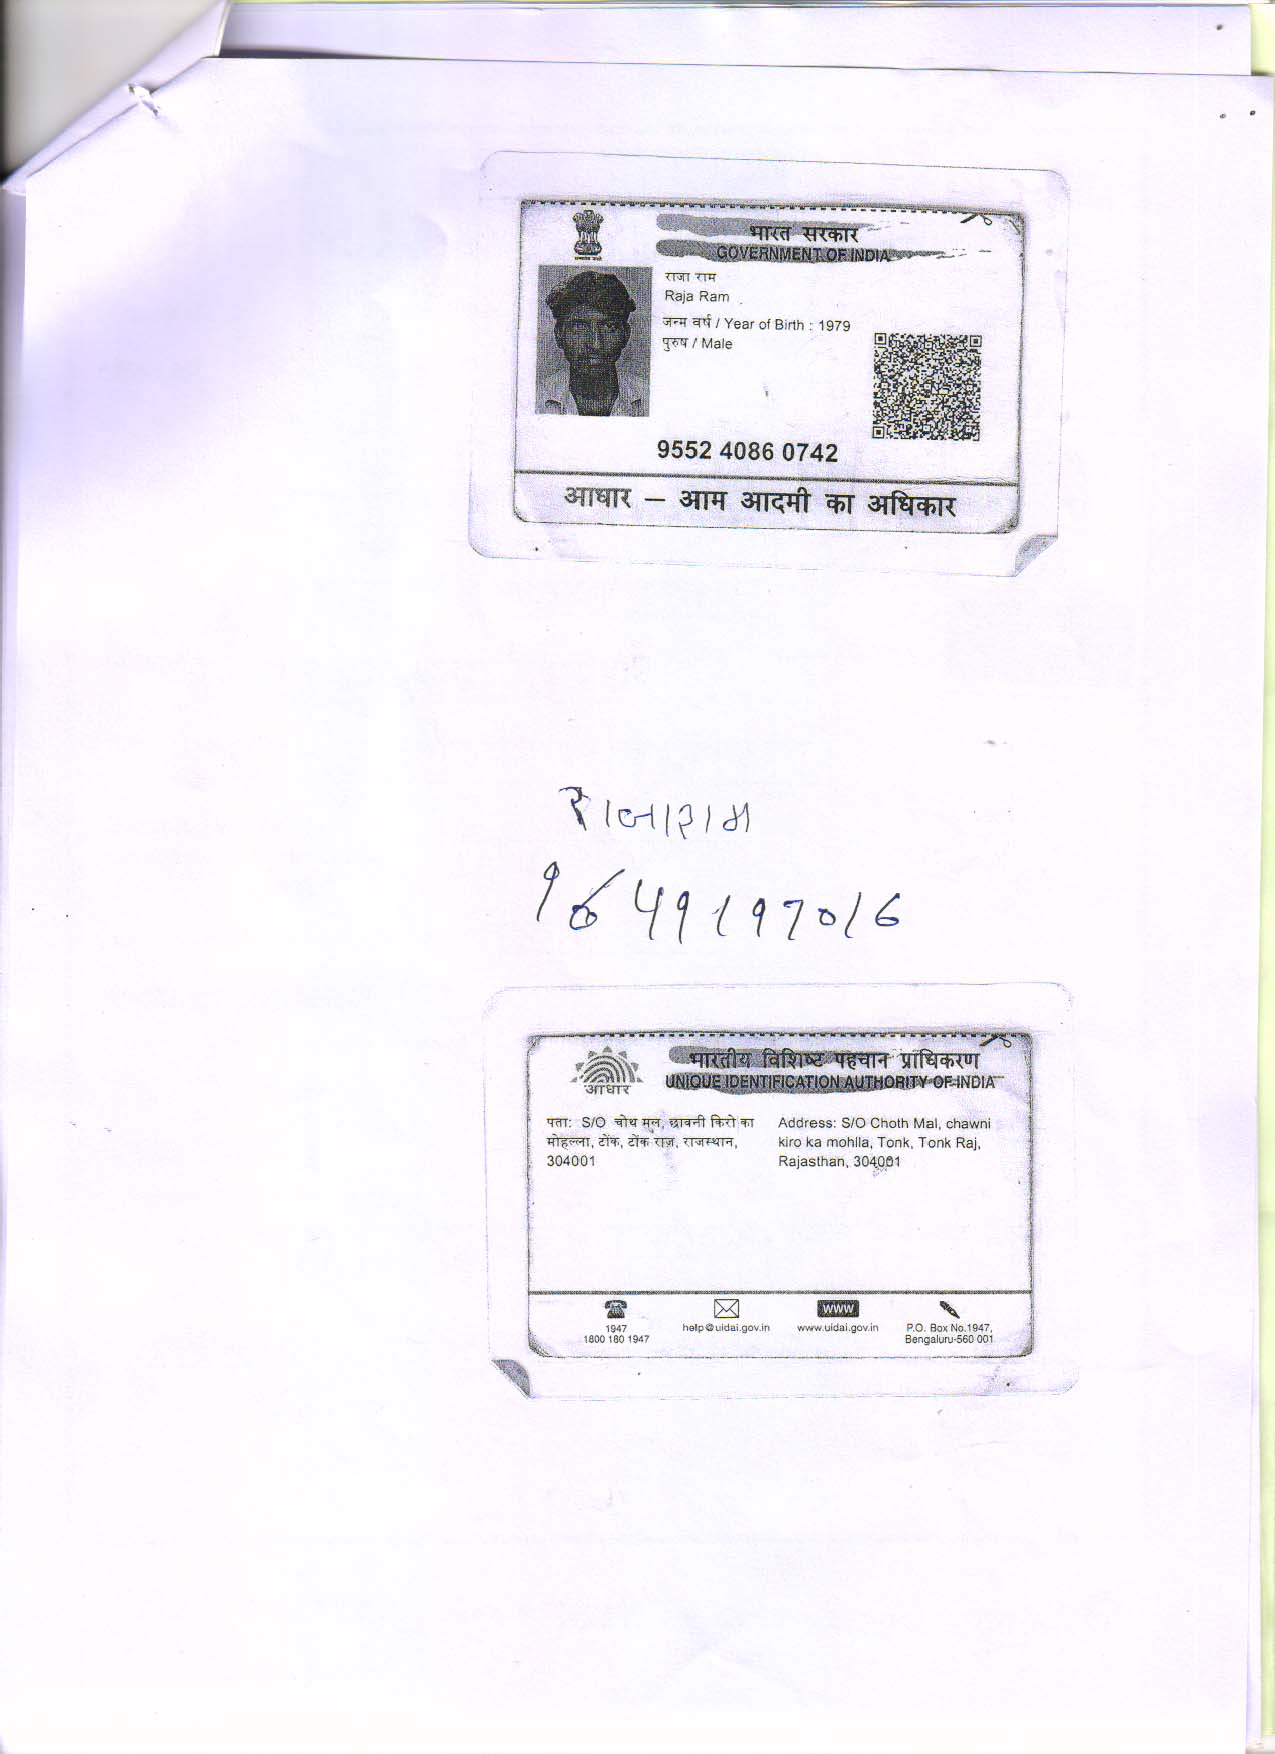 भारत सरकार
GOVERNMENT OF INDIA
राजा राम
Raja Ram
जन्म वर्ष / Year of Birth : 1979
पुरुष / Male
9552 4086 0742
आधार – आम आदमी का अधिकार
राजाराम
9649197016
भारतीय विशिष्ट पहचान प्राधिकरण
UNIQUE IDENTIFICATION AUTHORITY OF INDIA
आधार
पता: S/O चोथ मल, छावनी किरो का
मोहल्ला, टोंक, टोंक राज, राजस्थान,
304001
Address: S/O Choth Mal, chawni
kiro ka mohlla, Tonk, Tonk Raj,
Rajasthan, 304001
1947
1800 180 1947
help@uidai.gov.in
www
www.uidai.gov.in
P.O. Box No.1947,
Bengaluru-560 001